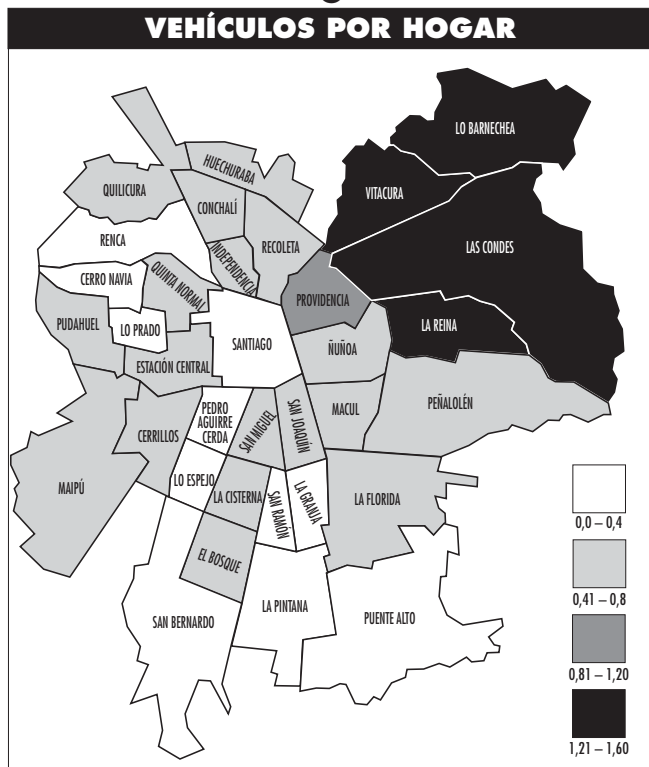 VEHÍCULOS POR HOGAR
LO BARNECHEA
HUECHURABA
QUILICURA
VITACURA
CONCHALÍ
RENCA
RECOLETA
LAS CONDES
INDEPENDENCIA
CERRO NAVIA
QUINTA NORMAL
PROVIDENCIA
PUDAHUEL
LO PRADO
LA REINA
SANTIAGO
ÑUÑOA
ESTACIÓN CENTRAL
PEÑALOLÉN
PEDRO
AGUIRRE
CERDA
SAN MIGUEL
SAN JOAQUÍN
MACUL
CERRILLOS
MAIPÚ
LO ESPEJO
LA CISTERNA
SAN RAMÓN
LA GRANJA
LA FLORIDA
0,0 – 0,4
EL BOSQUE
0,41 – 0,8
LA PINTANA
SAN BERNARDO
PUENTE ALTO
0,81 – 1,20
1,21 – 1,60